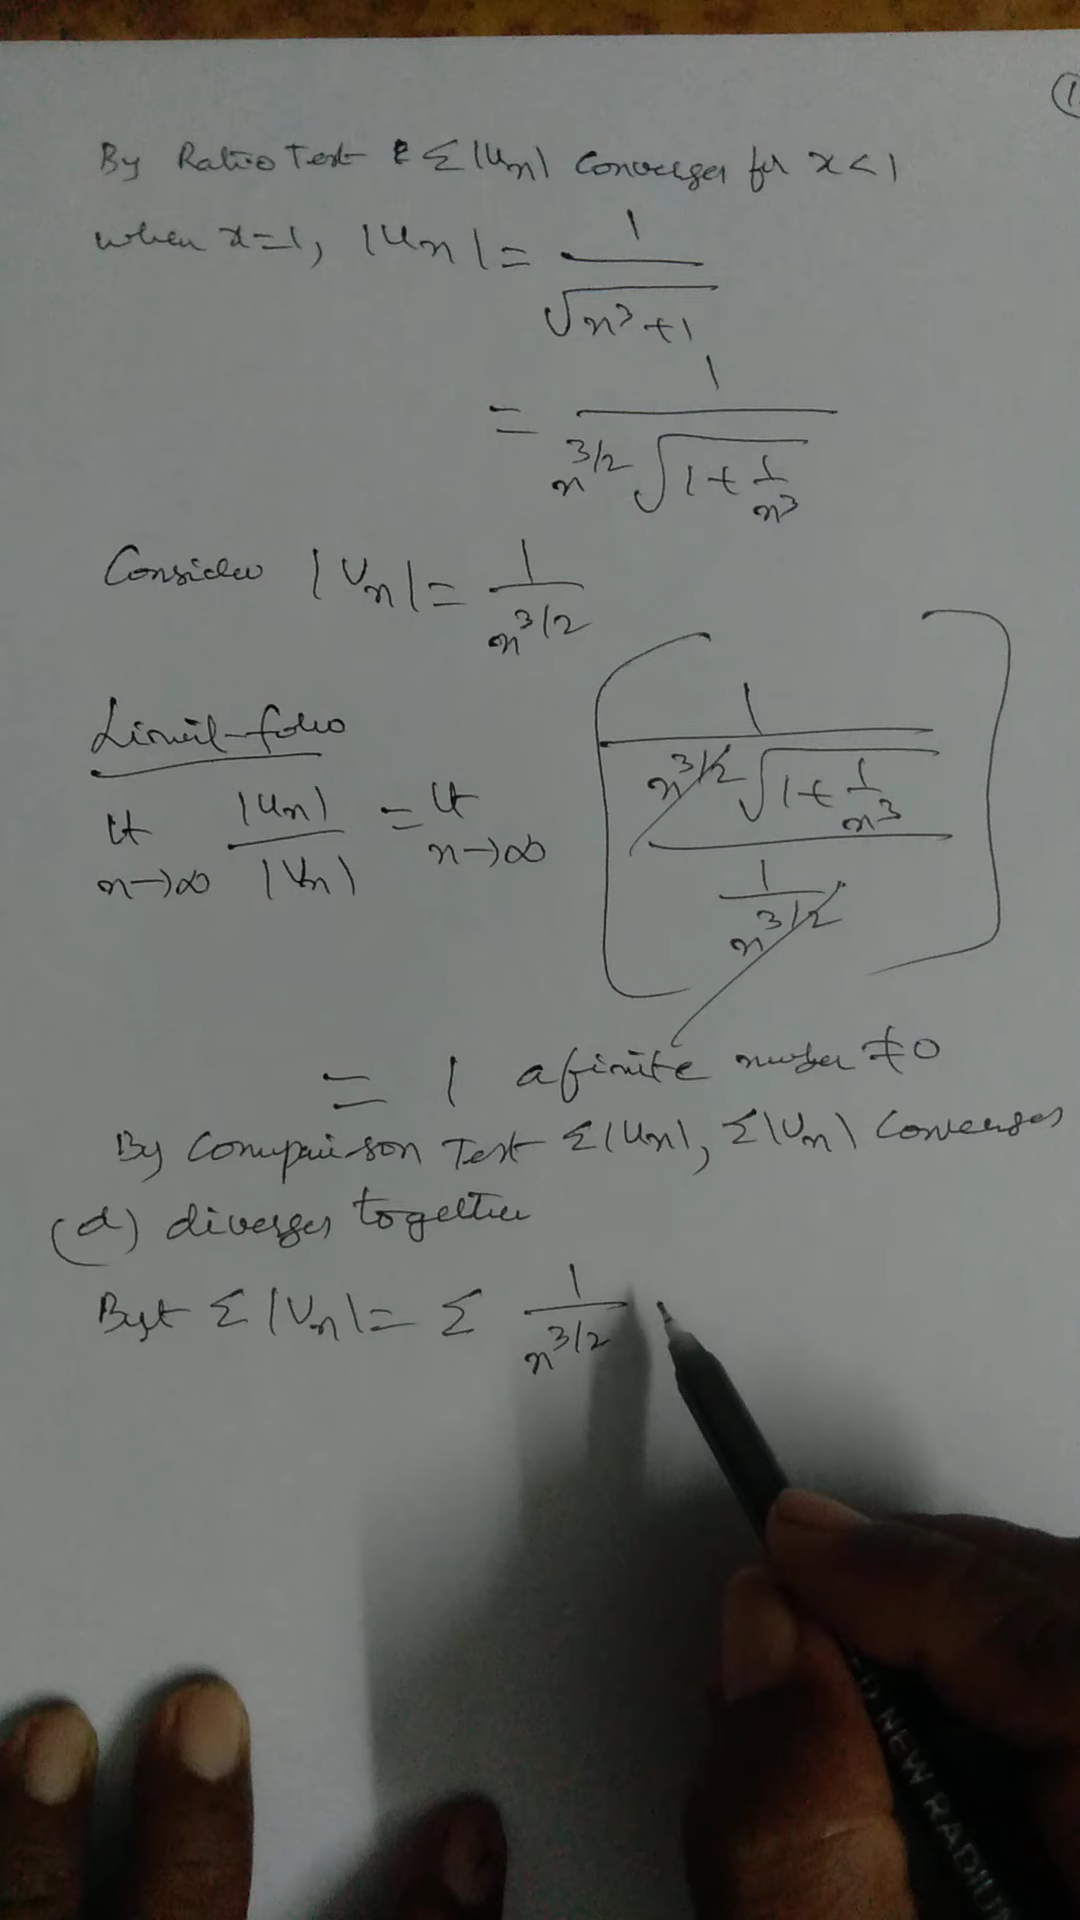 1
By Ratio Test Σ|un| Converges for x<1
when x=1, |un| = 1/√(n³+1)
= 1/(n^(3/2) √(1+1/n³))
Consider |Vn| = 1/n^(3/2)
Limit form
Lt n→∞ |un|/|Vn| = Lt n→∞ [ (1/(n^(3/2) √(1+1/n³))) / (1/n^(3/2)) ]
= 1 a finite number ≠0
By Comparison Test Σ|un|, Σ|Vn| Converges
(or) diverges together
But Σ|Vn| = Σ 1/n^(3/2)
NEW RADIUS